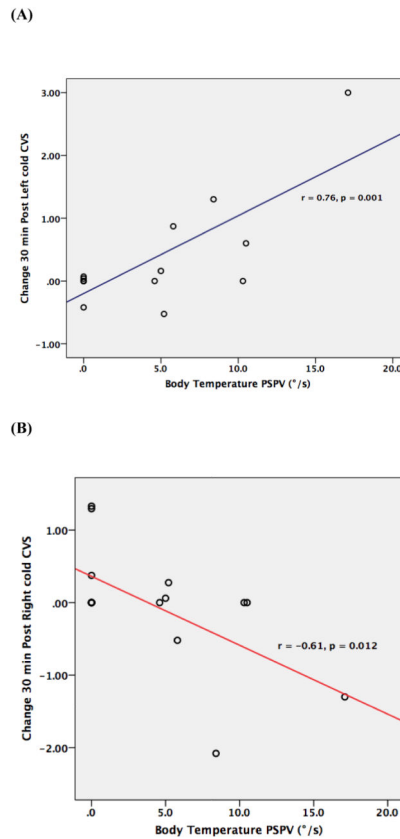 (A)
Change 30 min Post Left cold CVS
3.00
2.00
1.00
.00
−1.00
r = 0.76, p = 0.001
.0
5.0
10.0
15.0
20.0
Body Temperature PSPV (°/s)
(B)
Change 30 min Post Right cold CVS
1.00
.00
−1.00
−2.00
r = −0.61, p = 0.012
.0
5.0
10.0
15.0
20.0
Body Temperature PSPV (°/s)